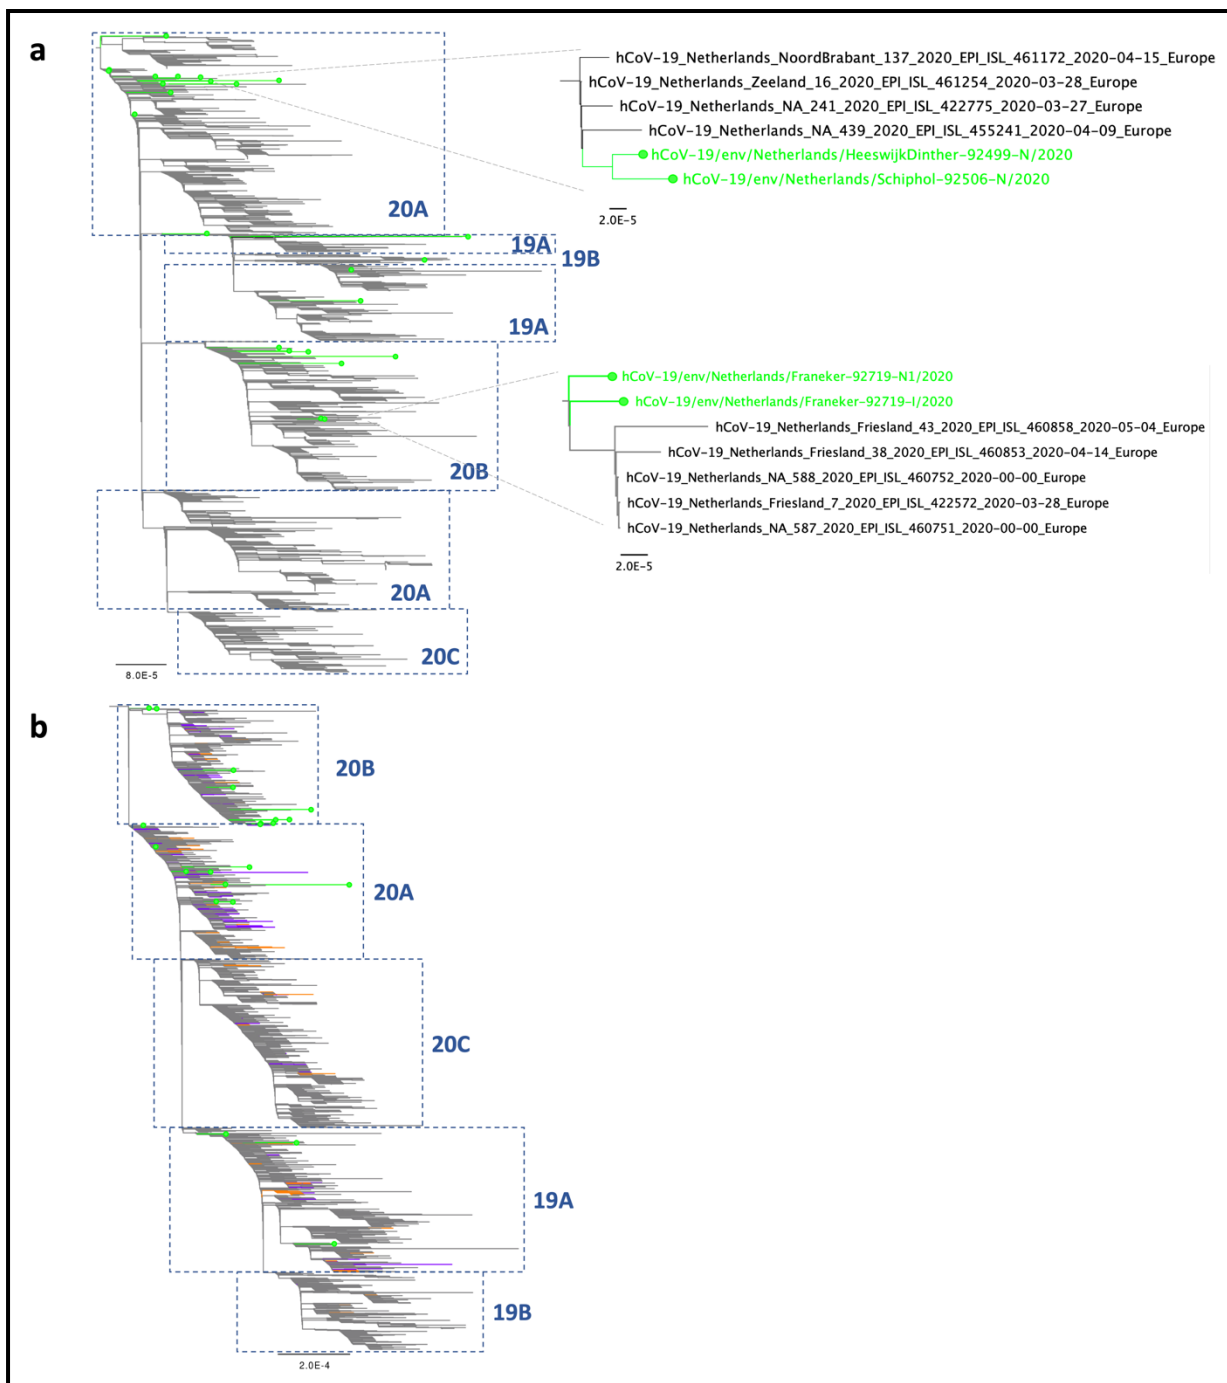 a
hCoV-19_Netherlands_NoordBrabant_137_2020_EPI_ISL_461172_2020-04-15_Europe
hCoV-19_Netherlands_Zeeland_16_2020_EPI_ISL_461254_2020-03-28_Europe
hCoV-19_Netherlands_NA_241_2020_EPI_ISL_422775_2020-03-27_Europe
hCoV-19_Netherlands_NA_439_2020_EPI_ISL_455241_2020-04-09_Europe
hCoV-19/env/Netherlands/HeeswijkDinther-92499-N/2020
hCoV-19/env/Netherlands/Schiphol-92506-N/2020
2.0E-5
20A
19A
19B
19A
hCoV-19/env/Netherlands/Franeker-92719-N1/2020
hCoV-19/env/Netherlands/Franeker-92719-I/2020
hCoV-19_Netherlands_Friesland_43_2020_EPI_ISL_460858_2020-05-04_Europe
hCoV-19_Netherlands_Friesland_38_2020_EPI_ISL_460853_2020-04-14_Europe
hCoV-19_Netherlands_NA_588_2020_EPI_ISL_460752_2020-00-00_Europe
hCoV-19_Netherlands_Friesland_7_2020_EPI_ISL_422572_2020-03-28_Europe
hCoV-19_Netherlands_NA_587_2020_EPI_ISL_460751_2020-00-00_Europe
2.0E-5
20B
20A
20C
8.0E-5
b
20B
20A
20C
19A
19B
2.0E-4